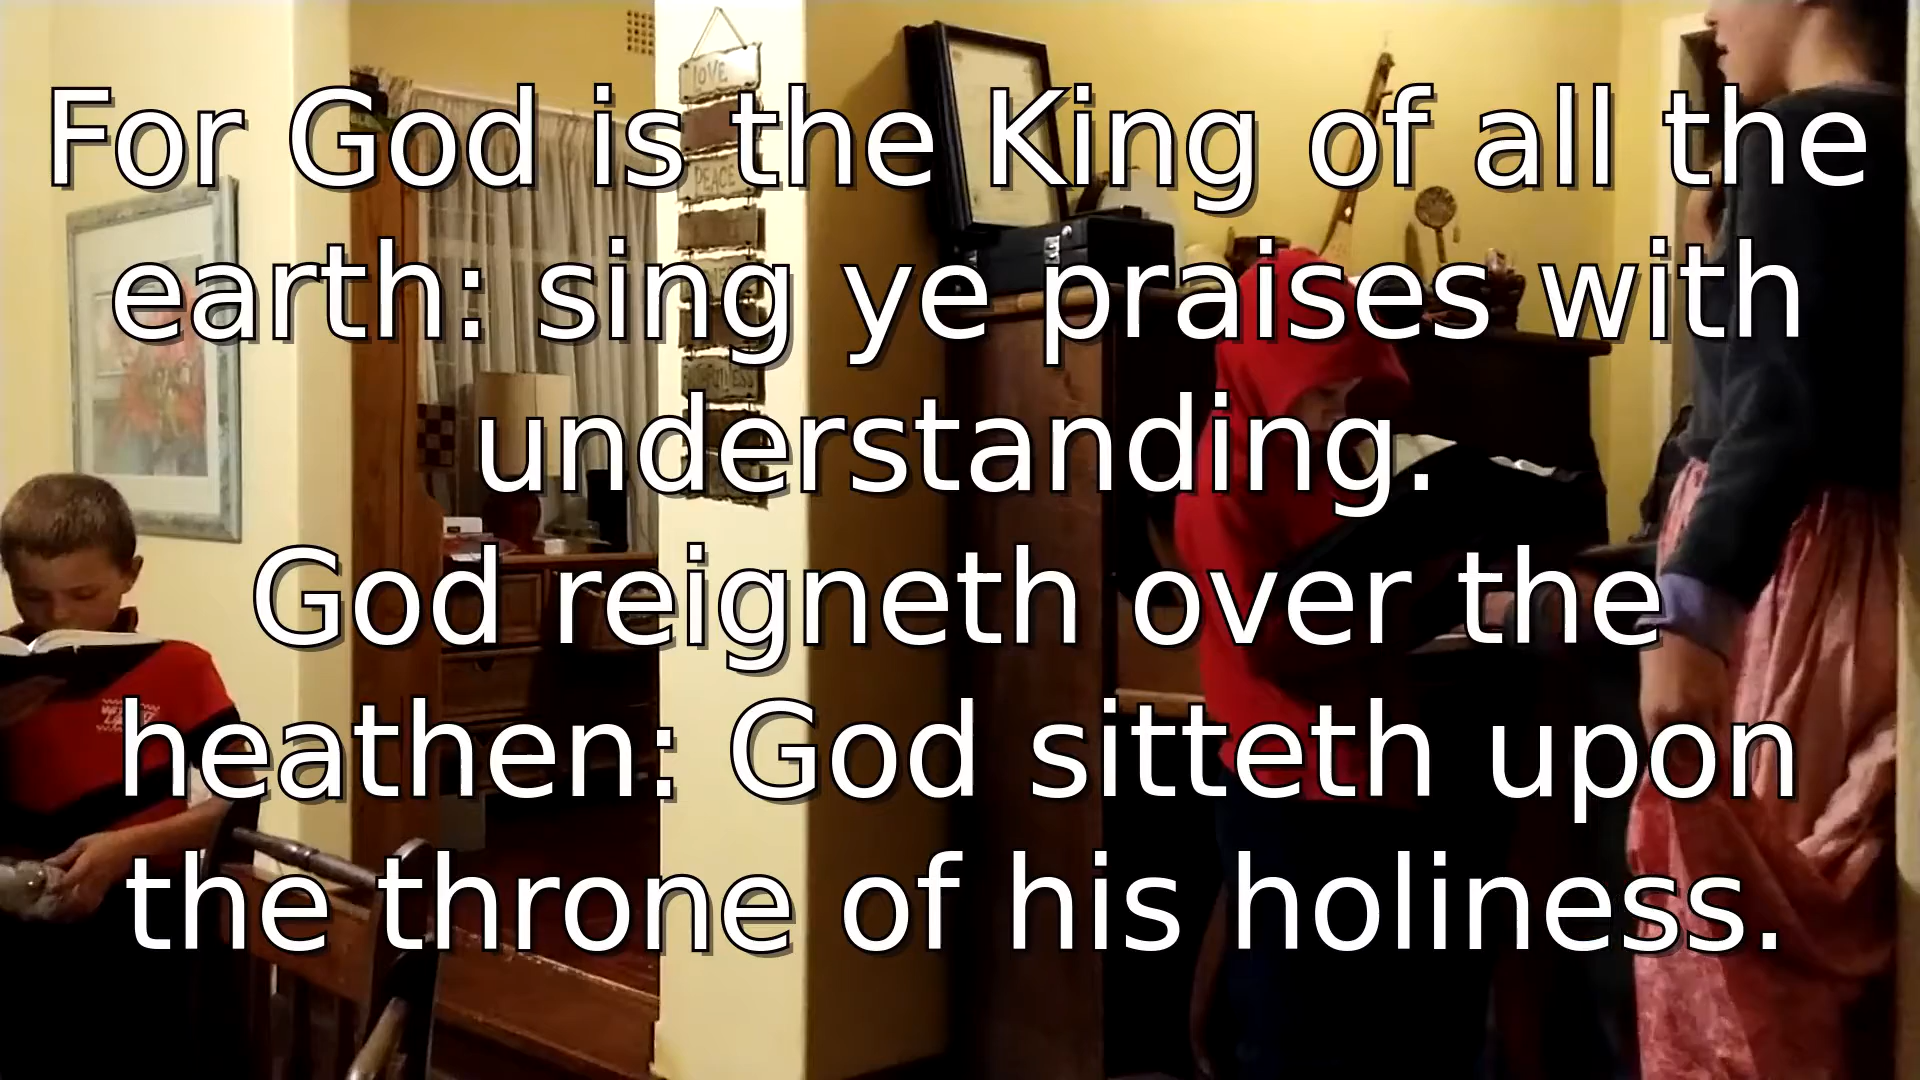 For God is the King of all the
earth: sing ye praises with
understanding.
God reigneth over the
heathen: God sitteth upon
the throne of his holiness.
LOVE
PEACE